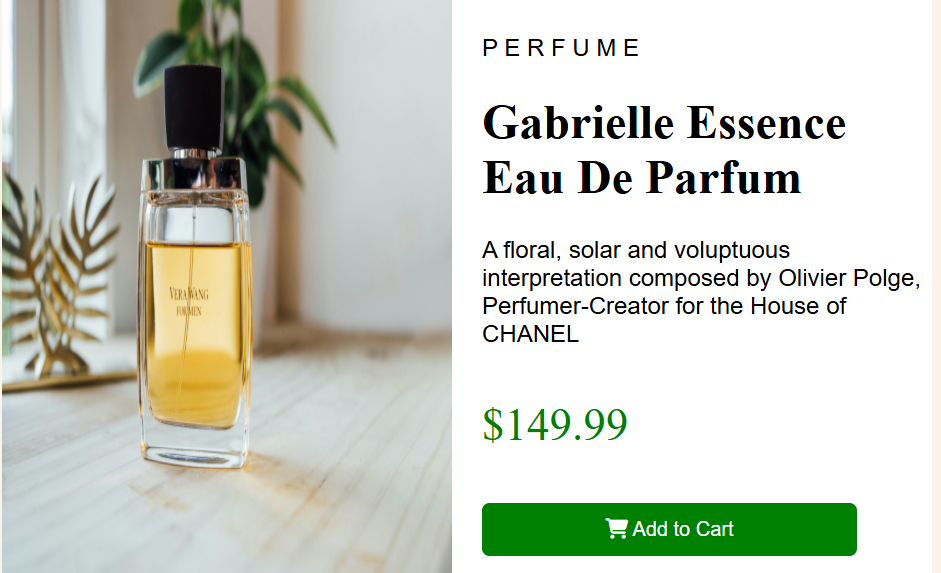 PERFUME
Gabrielle Essence
Eau De Parfum
A floral, solar and voluptuous
interpretation composed by Olivier Polge,
Perfumer-Creator for the House of
CHANEL
$149.99
Add to Cart
VERA WANG
FOR MEN